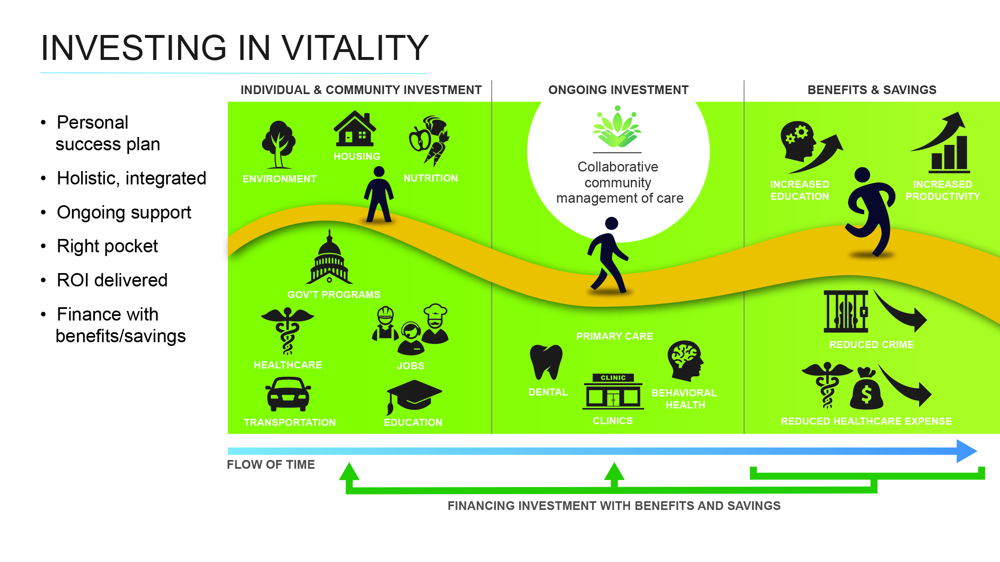 INVESTING IN VITALITY
• Personal
success plan
• Holistic, integrated
• Ongoing support
• Right pocket
• ROI delivered
• Finance with
benefits/savings
INDIVIDUAL & COMMUNITY INVESTMENT
ENVIRONMENT
HOUSING
NUTRITION
GOV'T PROGRAMS
HEALTHCARE
JOBS
TRANSPORTATION
EDUCATION
ONGOING INVESTMENT
Collaborative
community
management of care
PRIMARY CARE
DENTAL
CLINIC
CLINICS
BEHAVIORAL
HEALTH
BENEFITS & SAVINGS
INCREASED
EDUCATION
INCREASED
PRODUCTIVITY
REDUCED CRIME
$
REDUCED HEALTHCARE EXPENSE
FLOW OF TIME
FINANCING INVESTMENT WITH BENEFITS AND SAVINGS